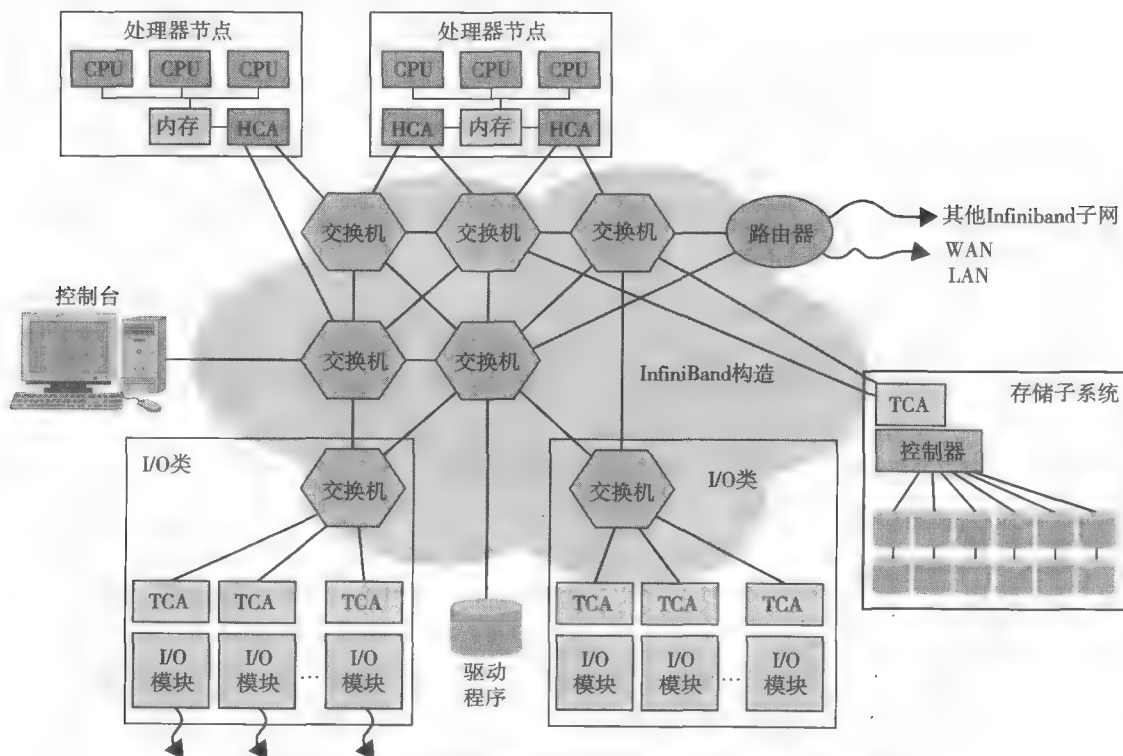 处理器节点
处理器节点
CPU
CPU
CPU
CPU
CPU
CPU
内存
HCA
HCA
内存
HCA
交换机
交换机
交换机
路由器
其他Infiniband子网
WAN
LAN
控制台
交换机
交换机
InfiniBand构造
TCA
存储子系统
控制器
I/O类
交换机
交换机
I/O类
TCA
TCA
TCA
TCA
TCA
TCA
I/O
模块
I/O
模块
...
I/O
模块
驱动
程序
I/O
模块
I/O
模块
...
I/O
模块